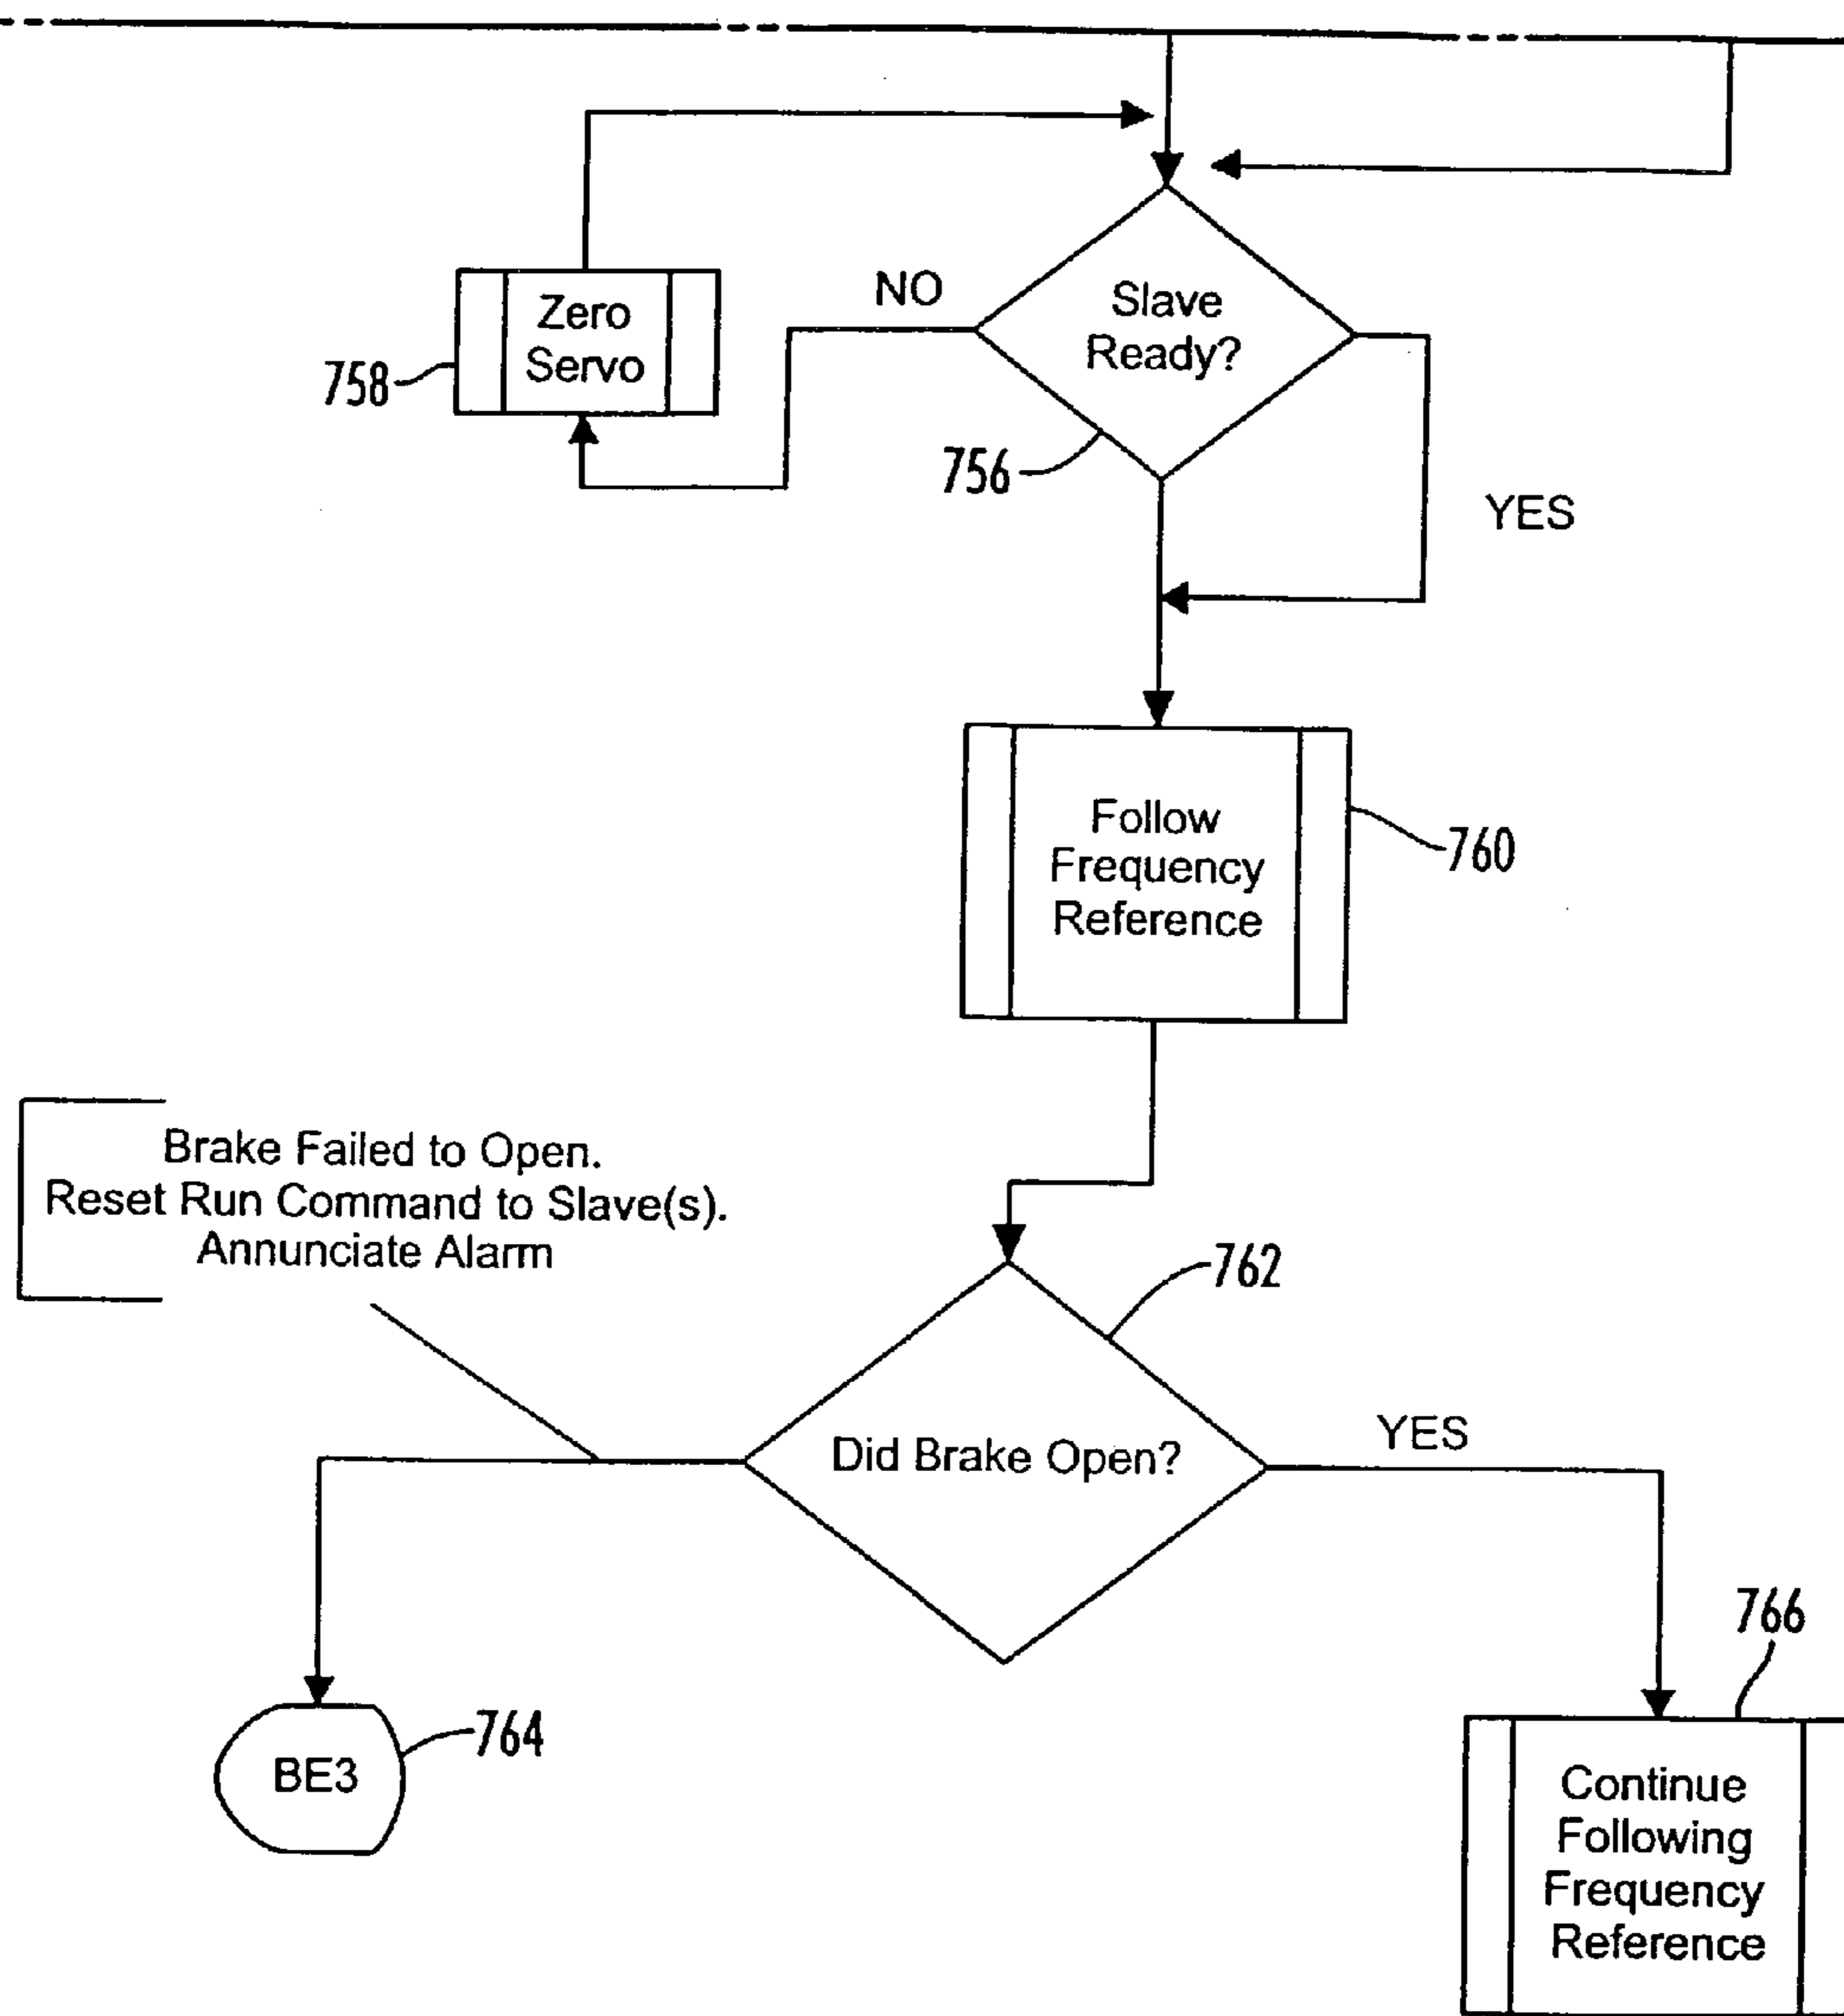 Zero
Servo
758
NO
Slave
Ready?
756
YES
Follow
Frequency
Reference
760
Brake Failed to Open.
Reset Run Command to Slave(s).
Annunciate Alarm
762
Did Brake Open?
YES
BE3
764
766
Continue
Following
Frequency
Reference